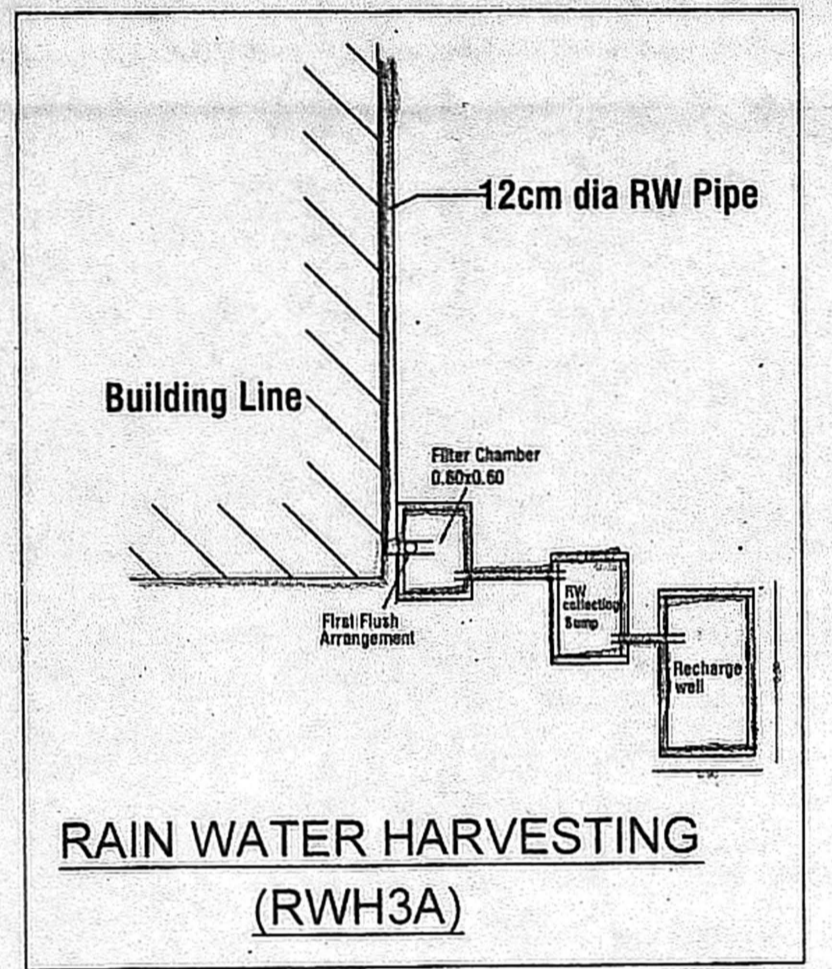 12cm dia RW Pipe
Building Line
Filter Chamber
0.60x0.60
First Flush
Arrangement
RW
collecting
Sump
Recharge
well
RAIN WATER HARVESTING
(RWH3A)